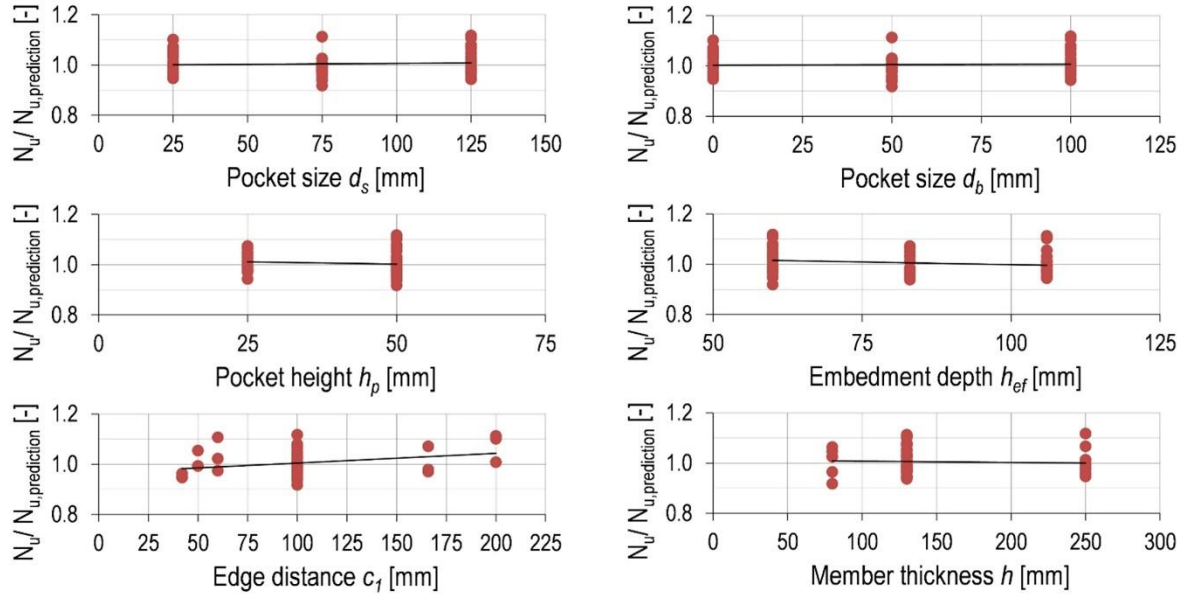 N_u/ N_u,prediction [-]
1.2
1.0
0.8
0 25 50 75 100 125 150
Pocket size d_s [mm]
N_u/ N_u,prediction [-]
1.2
1.0
0.8
0 25 50 75 100 125
Pocket size d_b [mm]
N_u/ N_u,prediction [-]
1.2
1.0
0.8
0 25 50 75
Pocket height h_p [mm]
N_u/ N_u,prediction [-]
1.2
1.0
0.8
50 75 100 125
Embedment depth h_ef [mm]
N_u/ N_u,prediction [-]
1.2
1.0
0.8
0 25 50 75 100 125 150 175 200 225
Edge distance c_1 [mm]
N_u/ N_u,prediction [-]
1.2
1.0
0.8
0 50 100 150 200 250 300
Member thickness h [mm]